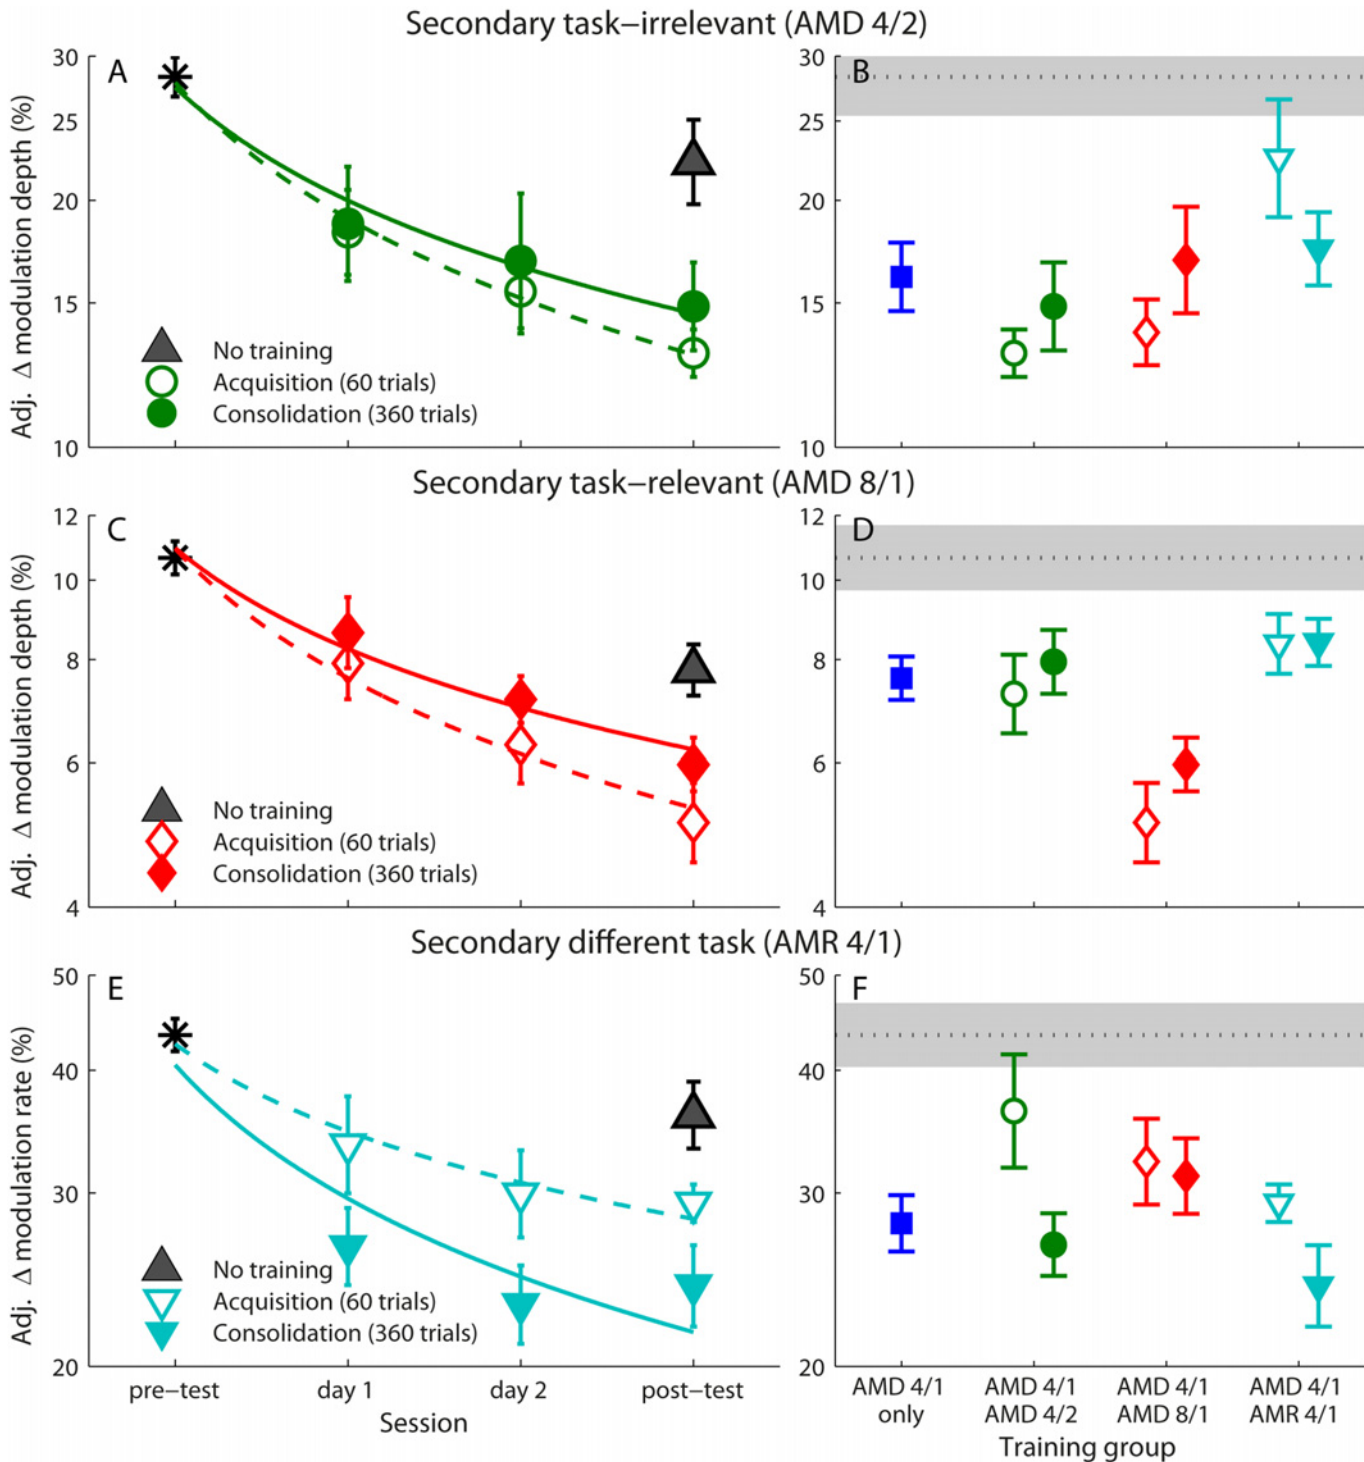 Secondary task–irrelevant (AMD 4/2)
A
B
Adj. Δ modulation depth (%)
30
25
20
15
10
No training
Acquisition (60 trials)
Consolidation (360 trials)
30
25
20
15
10
Secondary task–relevant (AMD 8/1)
C
D
Adj. Δ modulation depth (%)
12
10
8
6
4
No training
Acquisition (60 trials)
Consolidation (360 trials)
12
10
8
6
4
Secondary different task (AMR 4/1)
E
F
Adj. Δ modulation rate (%)
50
40
30
20
No training
Acquisition (60 trials)
Consolidation (360 trials)
50
40
30
20
pre–test
day 1
day 2
post–test
Session
AMD 4/1
only
AMD 4/1
AMD 4/2
AMD 4/1
AMD 8/1
AMD 4/1
AMR 4/1
Training group